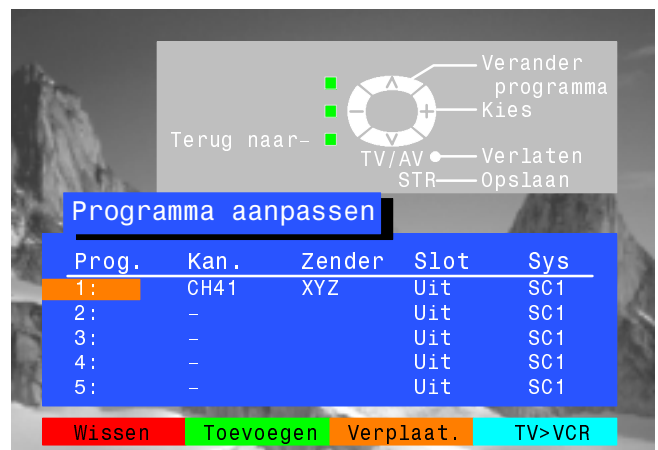 Verander
programma
Kies
Terug naar–
TV/AV Verlaten
STR Opslaan
Programma aanpassen
Prog. Kan. Zender Slot Sys
1: CH41 XYZ Uit SC1
2: – Uit SC1
3: – Uit SC1
4: – Uit SC1
5: – Uit SC1
Wissen Toevoegen Verplaat. TV>VCR